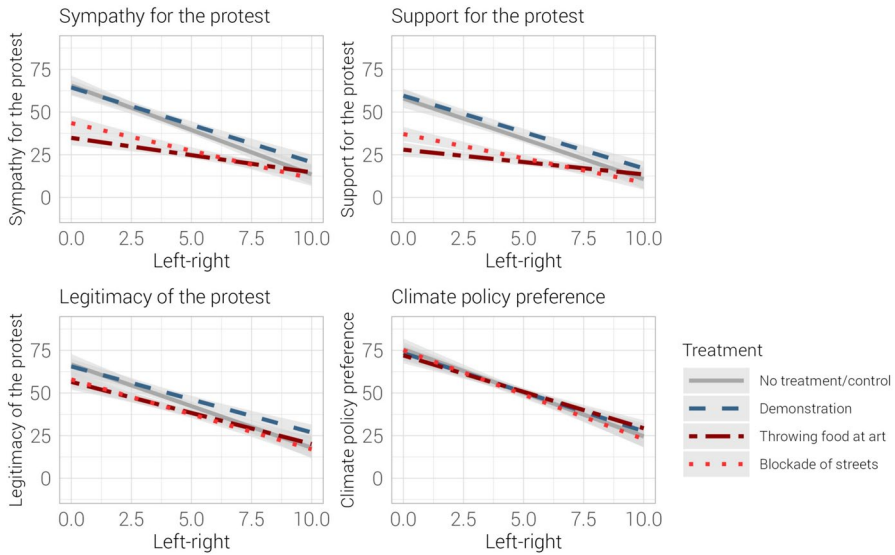 Sympathy for the protest
Sympathy for the protest
75
50
25
0
0.0 2.5 5.0 7.5 10.0
Left-right
Support for the protest
Support for the protest
75
50
25
0
0.0 2.5 5.0 7.5 10.0
Left-right
Legitimacy of the protest
Legitimacy of the protest
75
50
25
0
0.0 2.5 5.0 7.5 10.0
Left-right
Climate policy preference
Climate policy preference
75
50
25
0
0.0 2.5 5.0 7.5 10.0
Left-right
Treatment
No treatment/control
Demonstration
Throwing food at art
Blockade of streets